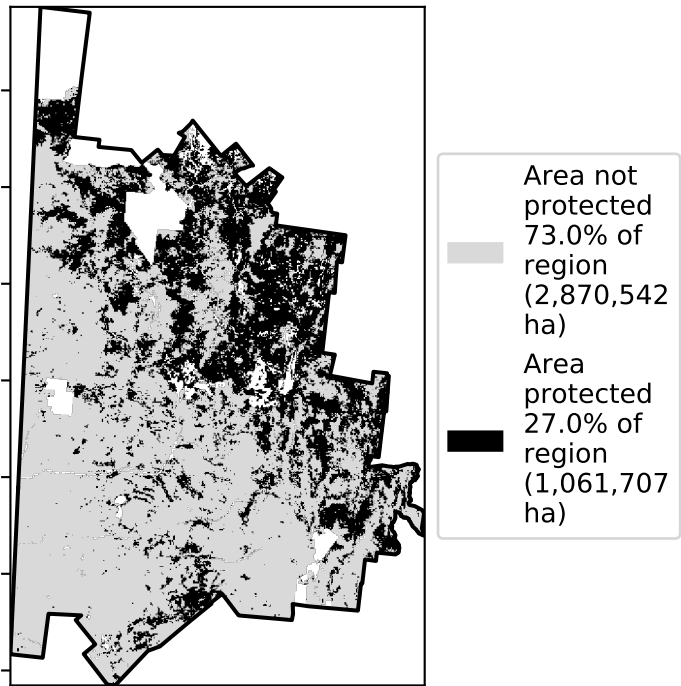 Area not
protected
73.0% of
region
(2,870,542
ha)
Area
protected
27.0% of
region
(1,061,707
ha)